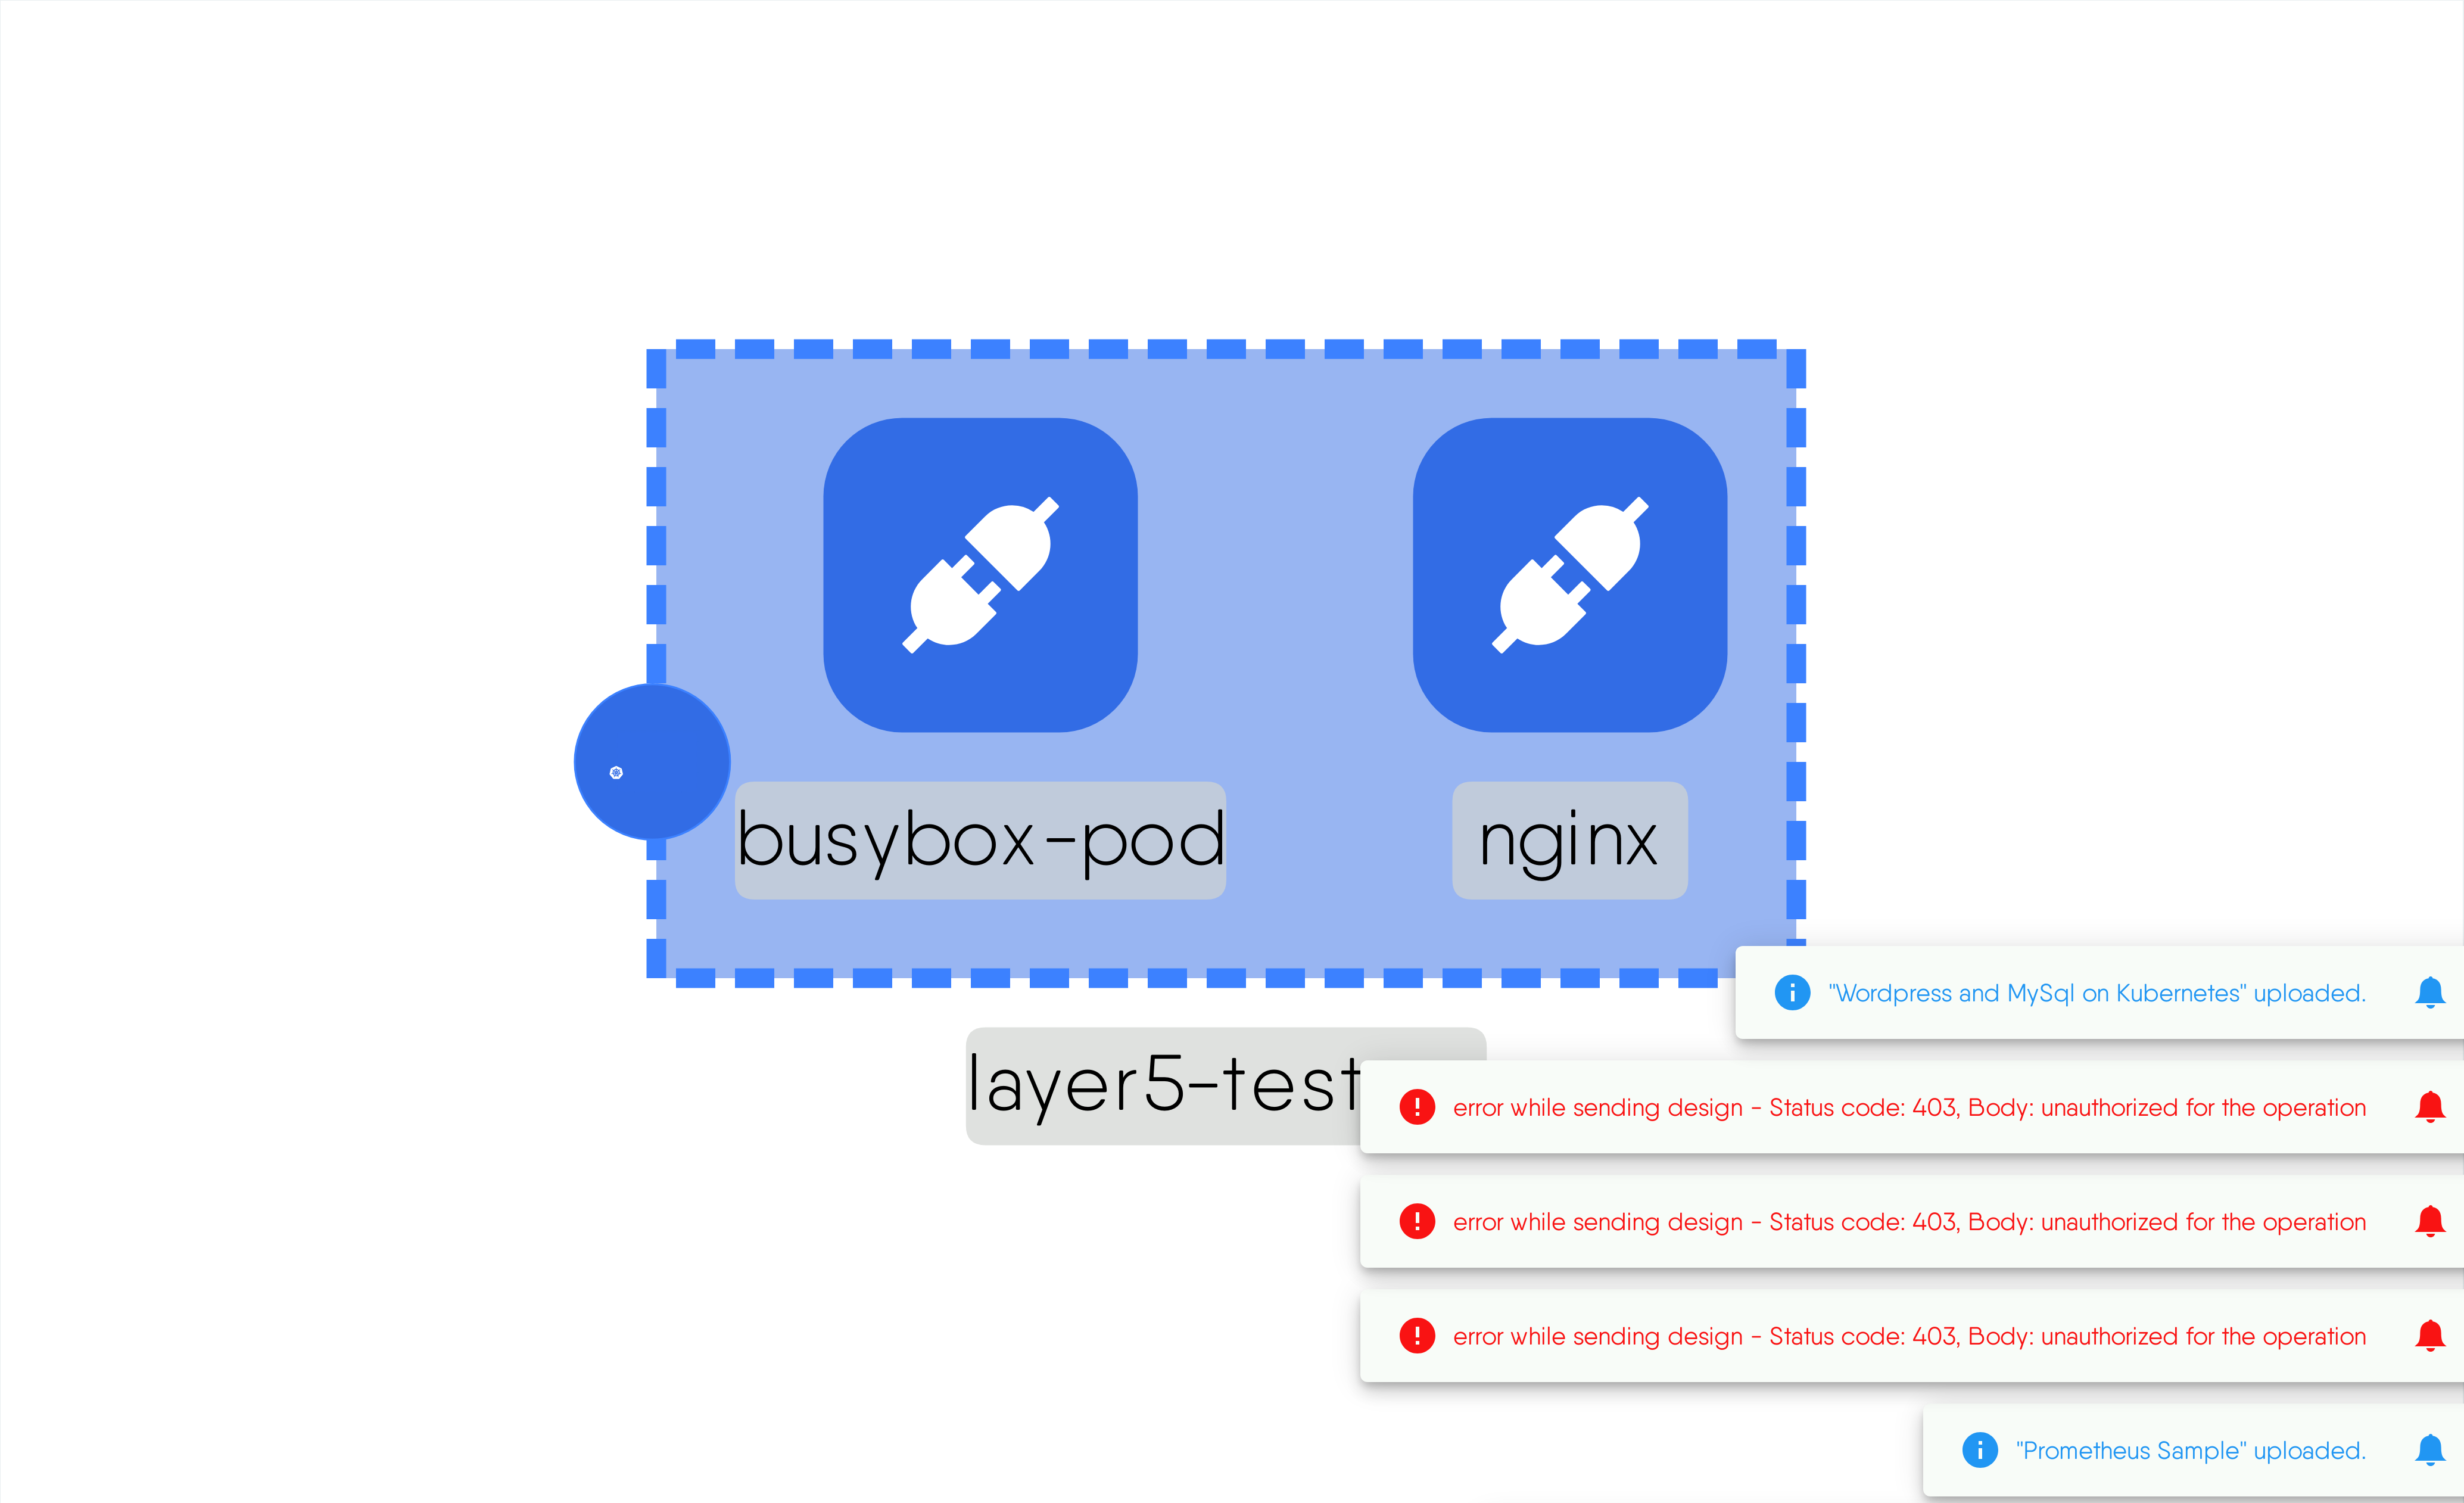 busybox-pod
nginx
layer5-test
"Wordpress and MySql on Kubernetes" uploaded.
error while sending design - Status code: 403, Body: unauthorized for the operation
error while sending design - Status code: 403, Body: unauthorized for the operation
error while sending design - Status code: 403, Body: unauthorized for the operation
"Prometheus Sample" uploaded.